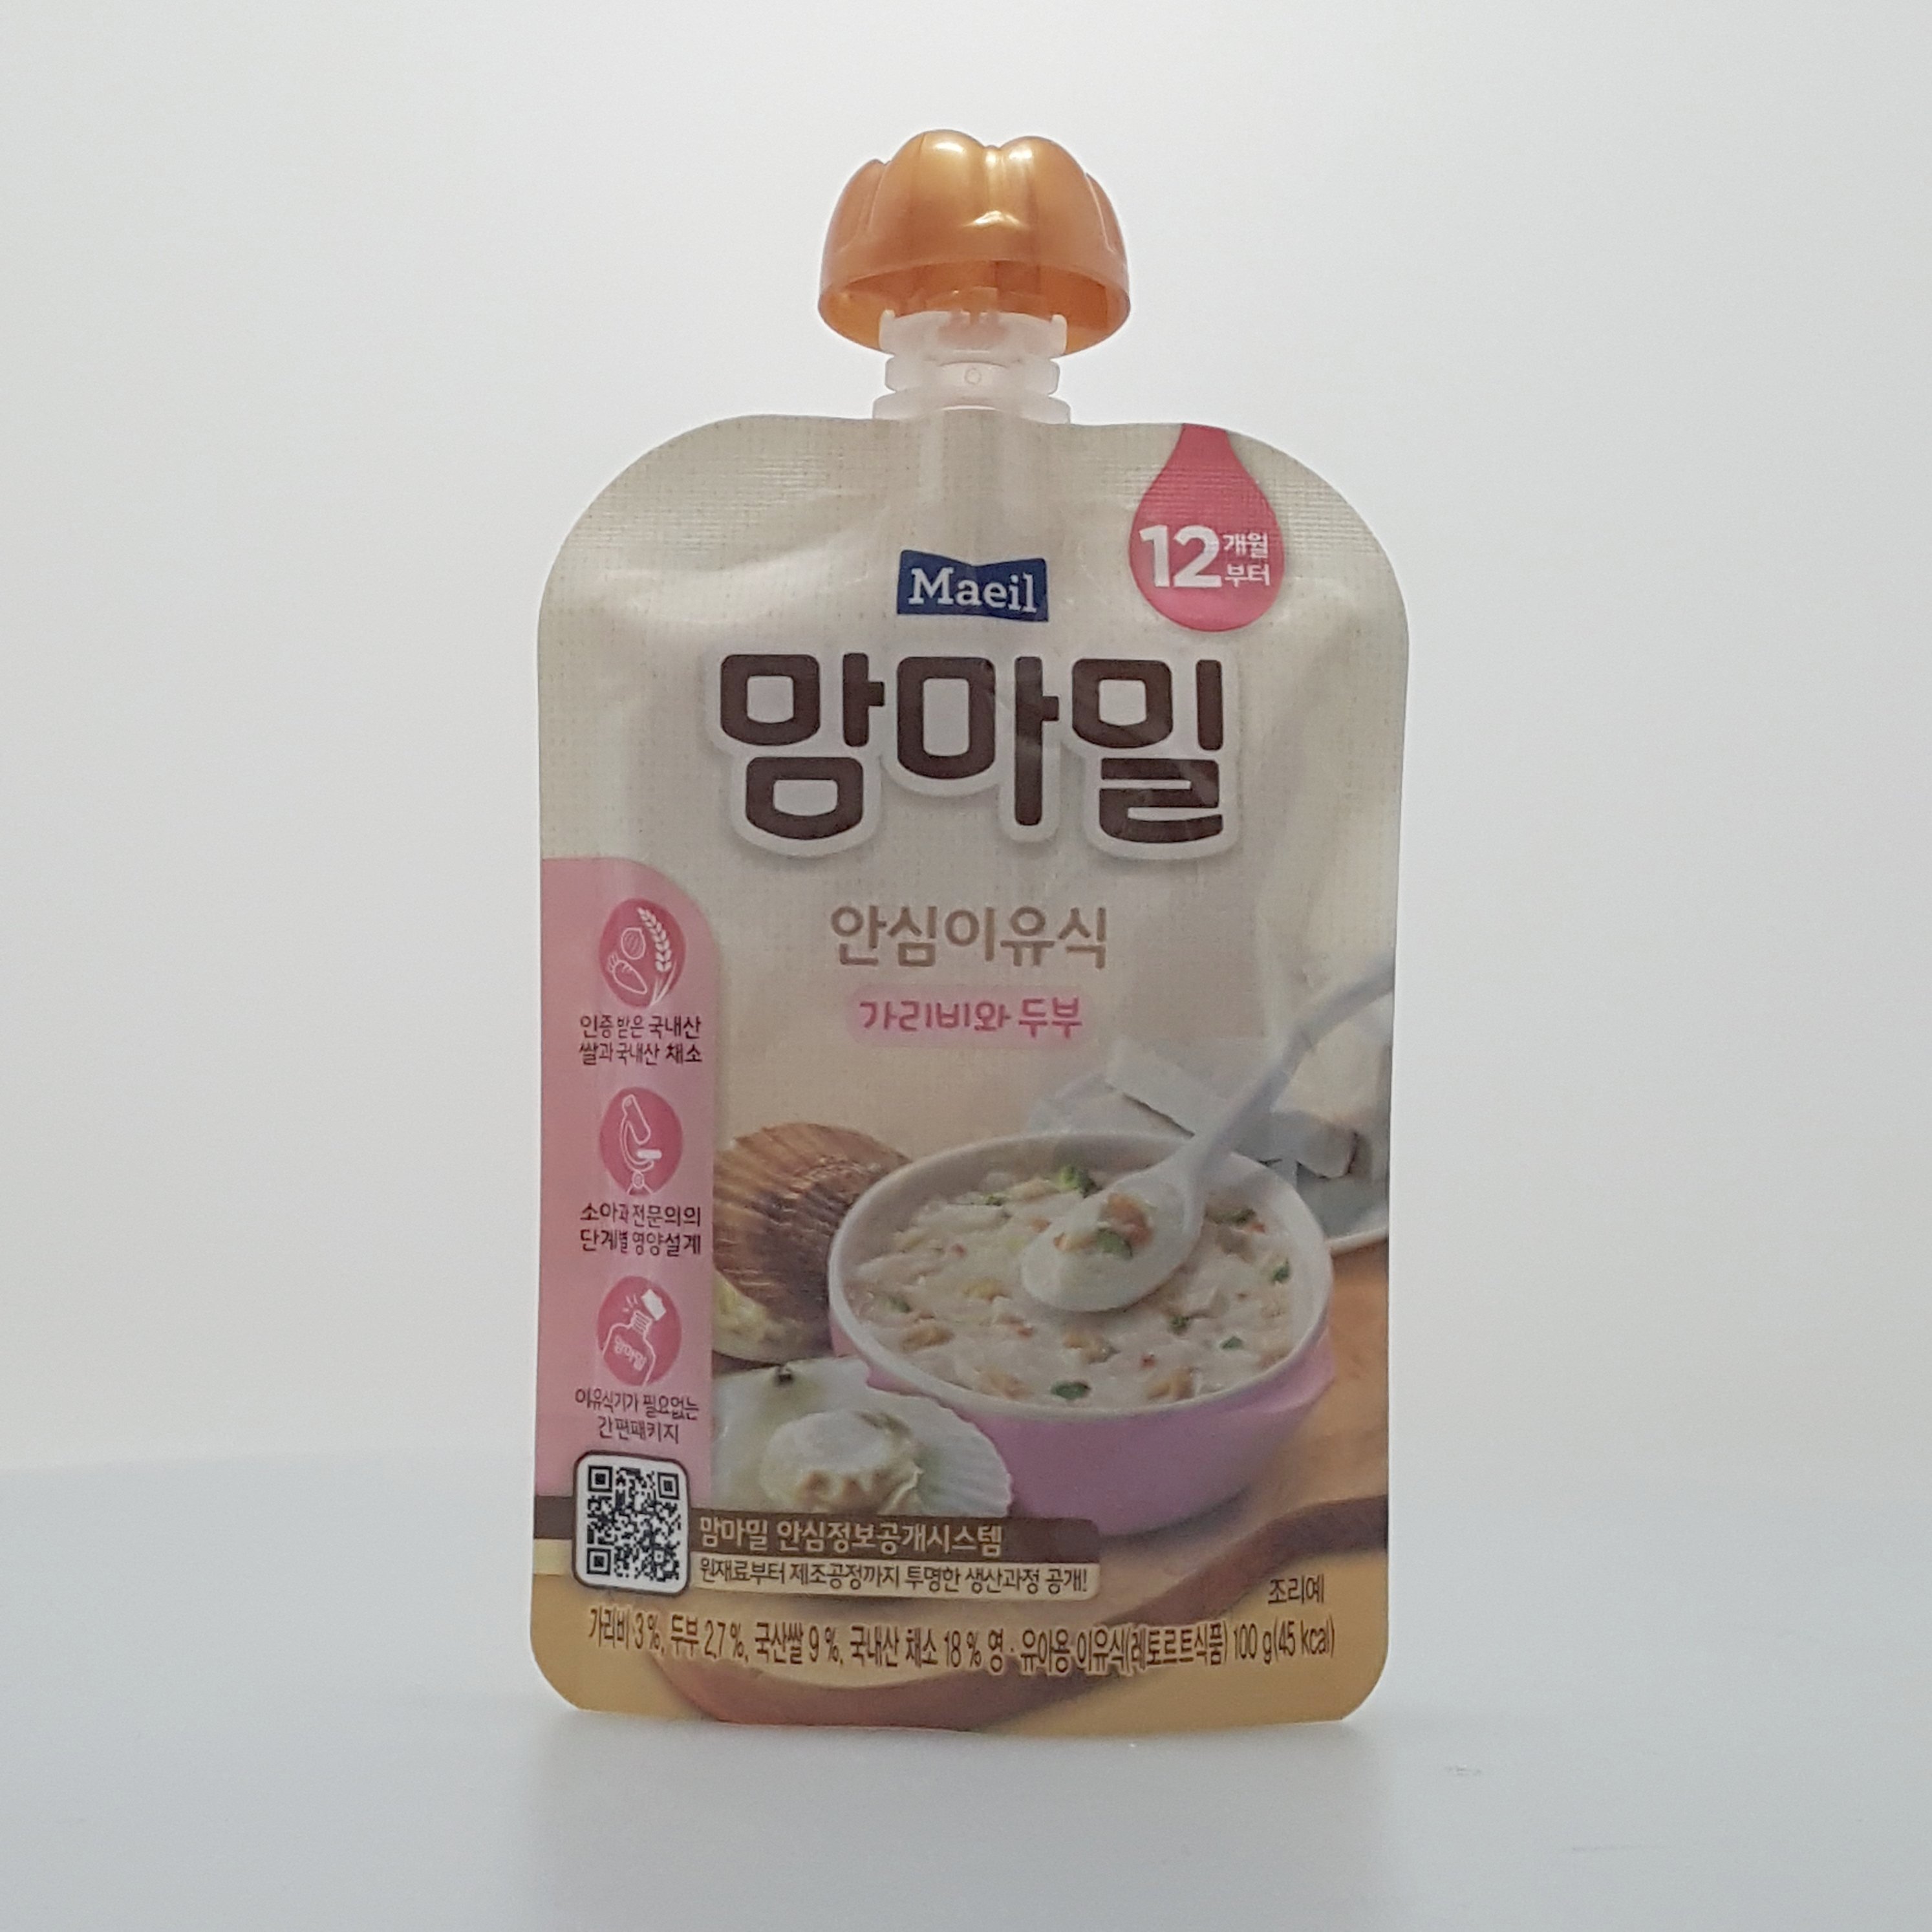 Maeil
12개월
부터
맘마밀
안심이유식
가리비와 두부
인증 받은 국내산
쌀과 국내산 채소
소아과 전문의의
단계별 영양설계
맘마밀
이유식기가 필요없는
간편패키지
맘마밀 안심정보공개시스템
원재료부터 제조공정까지 투명한 생산과정 공개!
조리예
가리비 3 %, 두부 2.7 %, 국산쌀 9 %, 국내산 채소 18 % 영·유아용 이유식(레토르트식품) 100 g(45 kcal)